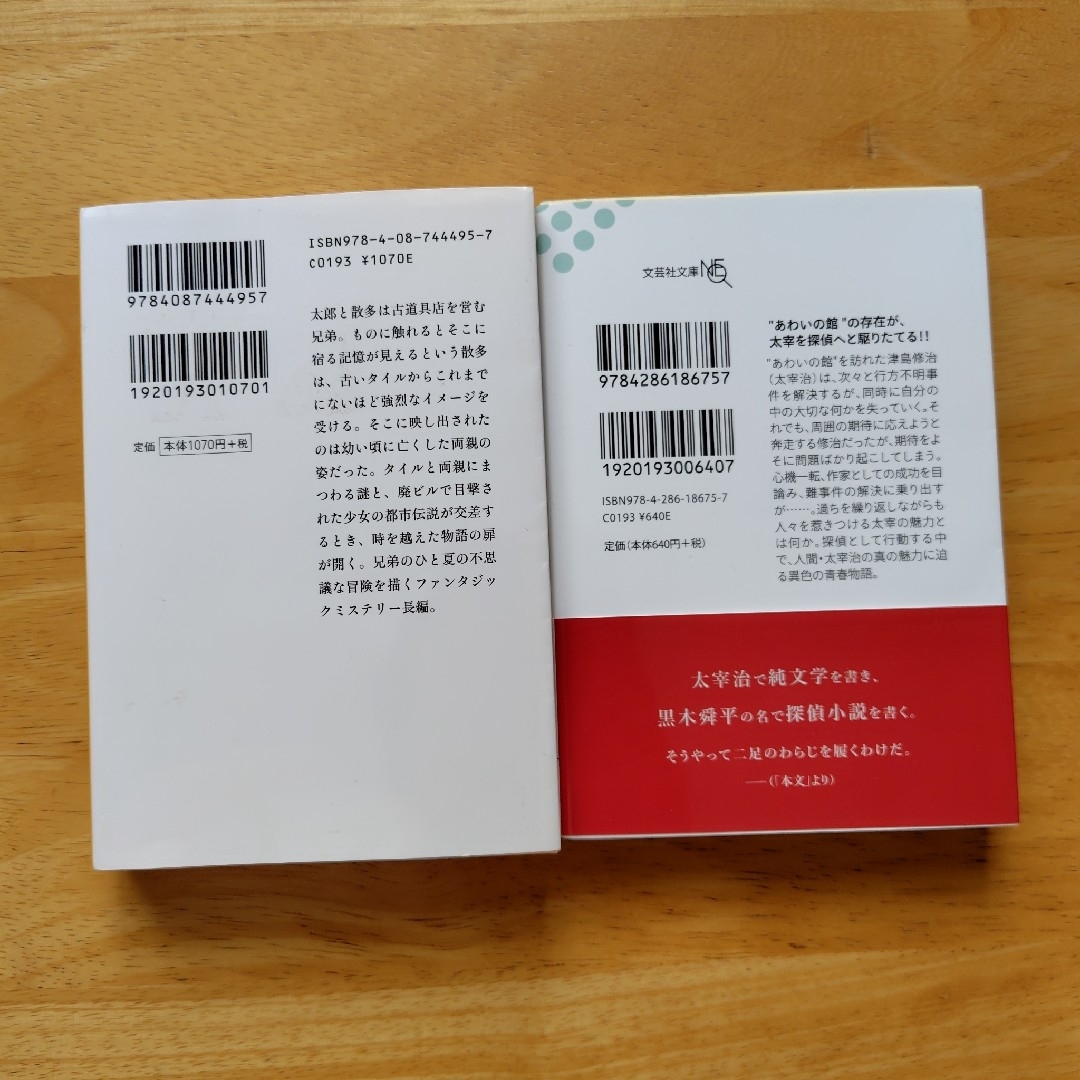 ISBN978-4-08-744495-7
C0193 ¥1070E
9784087444957
1920193010701
定価 本体1070円+税
太郎と散多は古道具店を営む
兄弟。ものに触れるとそこに
宿る記憶が見えるという散多
は、古いタイルからこれまで
にないほど強烈なイメージを
受ける。そこに映し出された
のは幼い頃に亡くした両親の
姿だった。タイルと両親にま
つわる謎と、廃ビルで目撃さ
れた少女の都市伝説が交差す
るとき、時を越えた物語の扉
が開く。兄弟のひと夏の不思
議な冒険を描くファンタジッ
クミステリー長編。
文芸社文庫 NEO
9784286186757
1920193006407
ISBN978-4-286-18675-7
C0193 ¥640E
定価(本体640円+税)
"あわいの館"の存在が、
太宰を探偵へと駆りたてる!!
"あわいの館"を訪れた津島修治
(太宰治)は、次々と行方不明事
件を解決するが、同時に自分の
中の大切な何かを失っていく。そ
れでも、周囲の期待に応えようと
奔走する修治だったが、期待をよ
そに問題ばかり起こしてしまう。
心機一転、作家としての成功を目
論み、難事件の解決に乗り出す
が……。過ちを繰り返しながらも
人々を惹きつける太宰の魅力と
は何か。探偵として行動する中
で、人間・太宰治の真の魅力に迫
る異色の青春物語。
太宰治で純文学を書き、
黒木舜平の名で探偵小説を書く。
そうやって二足のわらじを履くわけだ。
──(「本文」より)